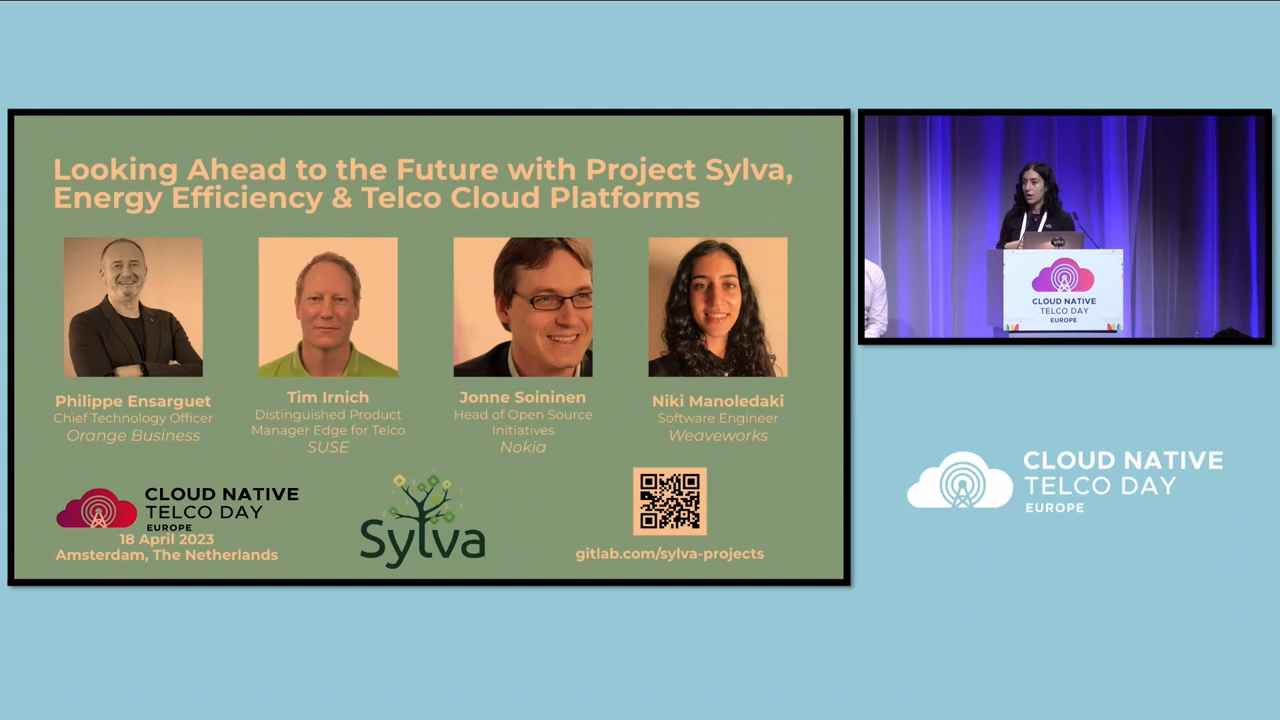 Looking Ahead to the Future with Project Sylva,
Energy Efficiency & Telco Cloud Platforms
Philippe Ensarguet
Chief Technology Officer
Orange Business
Tim Irnich
Distinguished Product
Manager Edge for Telco
SUSE
Jonne Soininen
Head of Open Source
Initiatives
Nokia
Niki Manoledaki
Software Engineer
Weaveworks
CLOUD NATIVE
TELCO DAY
EUROPE
18 April 2023
Amsterdam, The Netherlands
Sylva
gitlab.com/sylva-projects
CLOUD NATIVE
TELCO DAY
EUROPE
CLOUD NATIVE
TELCO DAY
EUROPE